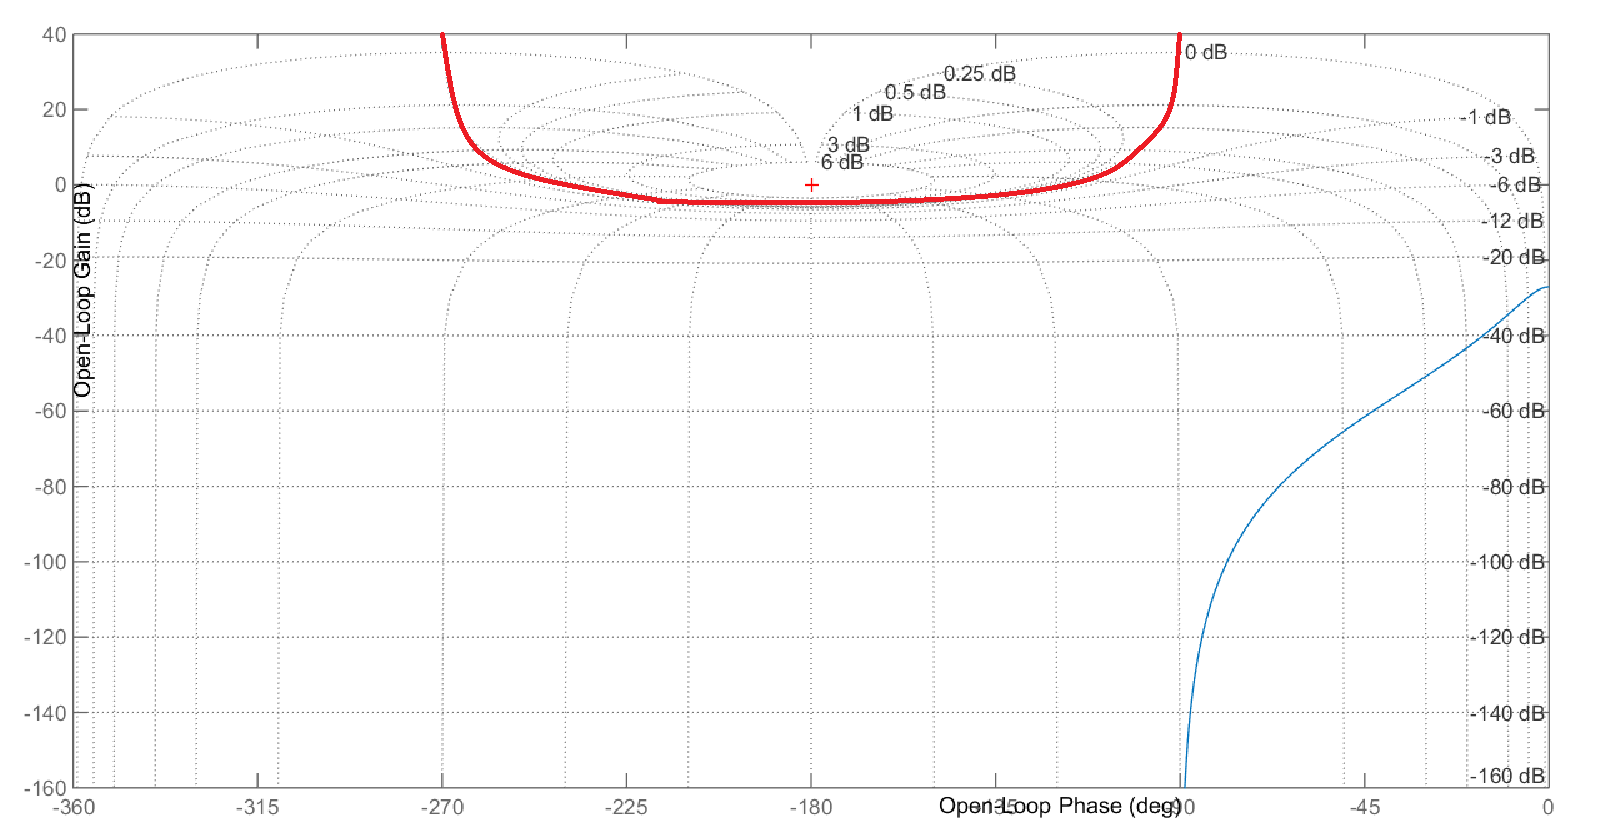 40
20
0
-20
-40
-60
-80
-100
-120
-140
-160
Open-Loop Gain (dB)
0 dB
0.25 dB
0.5 dB
1 dB
3 dB
6 dB
-1 dB
-3 dB
-6 dB
-12 dB
-20 dB
-40 dB
-60 dB
-80 dB
-100 dB
-120 dB
-140 dB
-160 dB
-360 -315 -270 -225 -180 -135 -90 -45 0
Open-Loop Phase (deg)